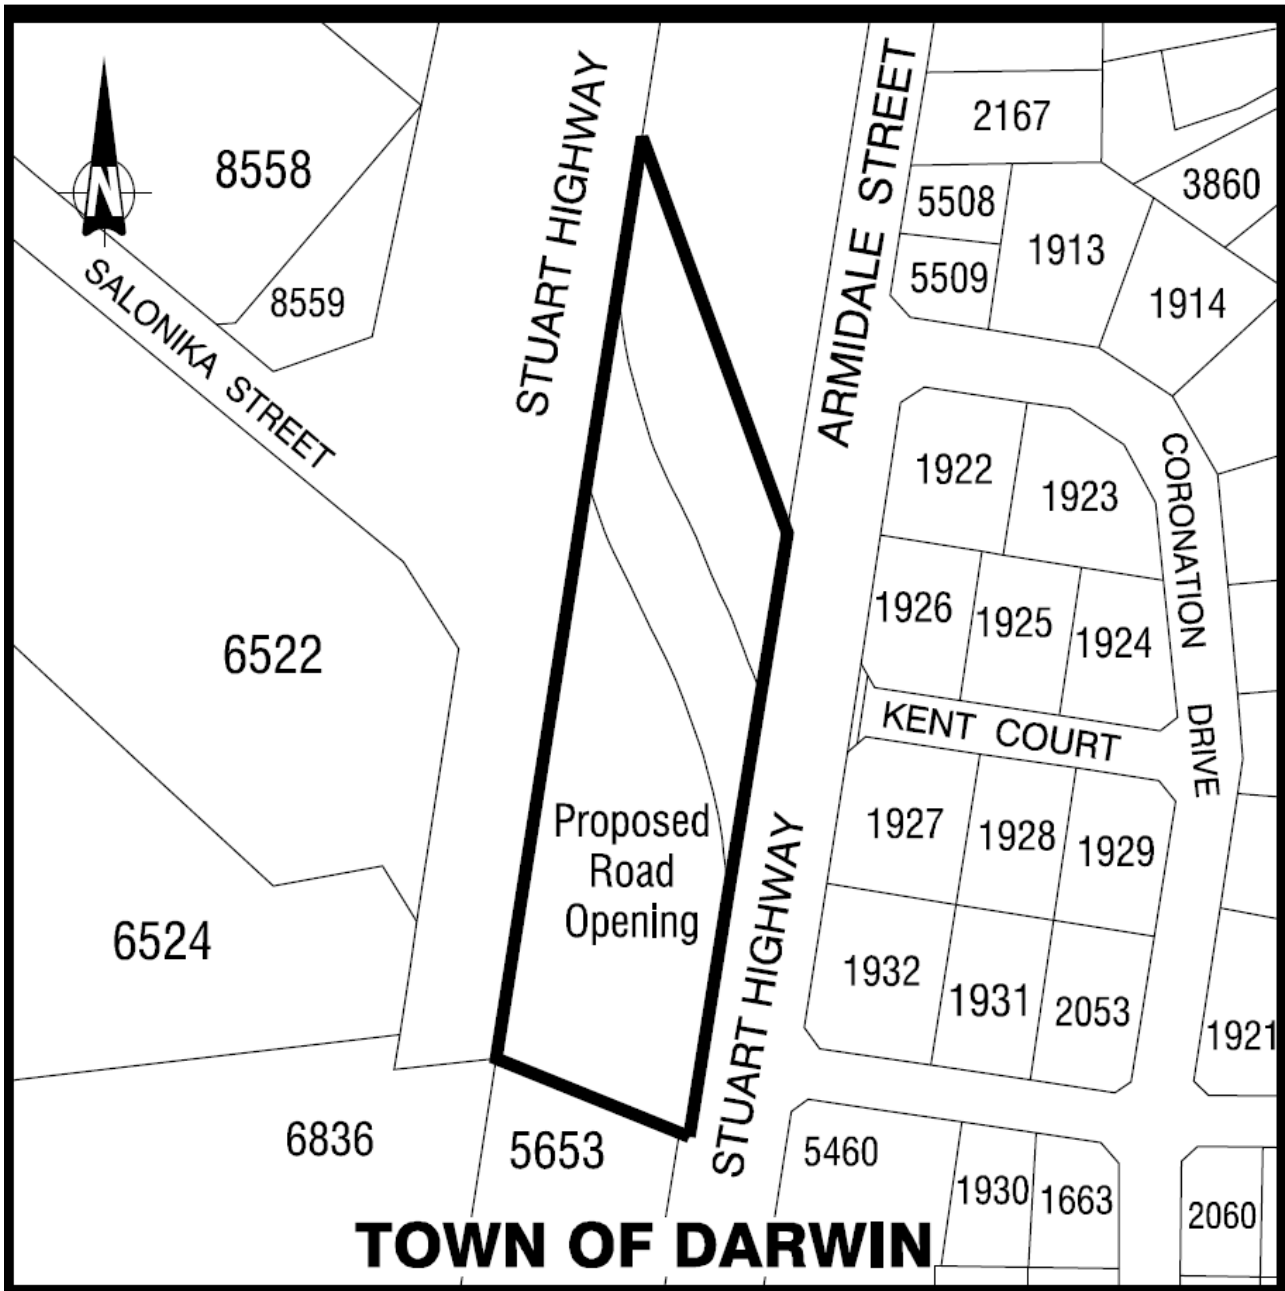 N
8558
8559
SALONIKA STREET
STUART HIGHWAY
ARMIDALE STREET
2167
5508
5509
1913
3860
1914
1922
1923
CORONATION DRIVE
1926
1925
1924
6522
KENT COURT
Proposed
Road
Opening
STUART HIGHWAY
1927
1928
1929
6524
1932
1931
2053
1921
6836
5653
5460
1930
1663
2060
TOWN OF DARWIN